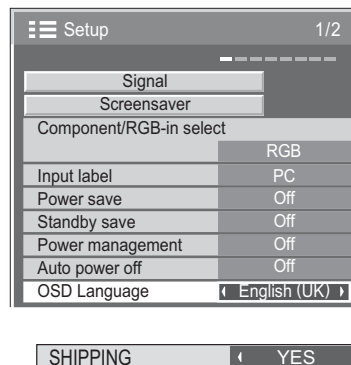 Setup 1/2
Signal
Screensaver
Component/RGB-in select
RGB
Input label PC
Power save Off
Standby save Off
Power management Off
Auto power off Off
OSD Language English (UK)
SHIPPING YES